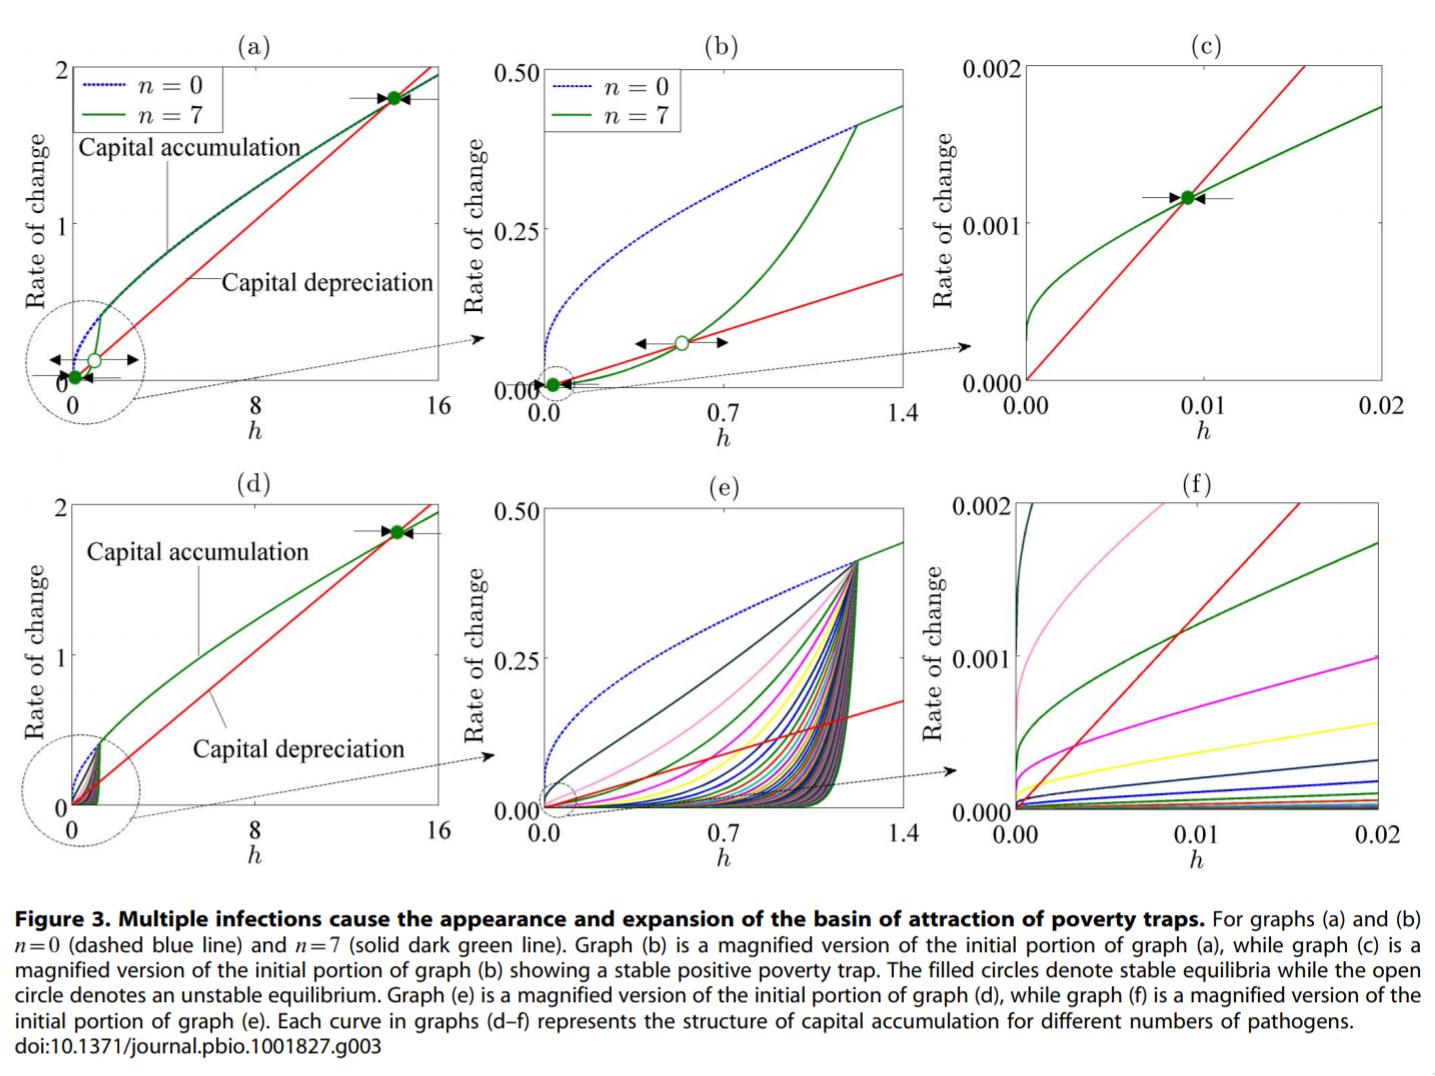 (a)
2
n = 0
n = 7
Capital accumulation
1
Capital depreciation
0
0 8 16
h
Rate of change
(b)
0.50
n = 0
n = 7
0.25
0.00
0.0 0.7 1.4
h
Rate of change
(c)
0.002
0.001
0.000
0.00 0.01 0.02
h
Rate of change
(d)
2
Capital accumulation
1
Capital depreciation
0
0 8 16
h
Rate of change
(e)
0.50
0.25
0.00
0.0 0.7 1.4
h
Rate of change
(f)
0.002
0.001
0.000
0.00 0.01 0.02
h
Rate of change
Figure 3. Multiple infections cause the appearance and expansion of the basin of attraction of poverty traps. For graphs (a) and (b)
n=0 (dashed blue line) and n=7 (solid dark green line). Graph (b) is a magnified version of the initial portion of graph (a), while graph (c) is a
magnified version of the initial portion of graph (b) showing a stable positive poverty trap. The filled circles denote stable equilibria while the open
circle denotes an unstable equilibrium. Graph (e) is a magnified version of the initial portion of graph (d), while graph (f) is a magnified version of the
initial portion of graph (e). Each curve in graphs (d–f) represents the structure of capital accumulation for different numbers of pathogens.
doi:10.1371/journal.pbio.1001827.g003